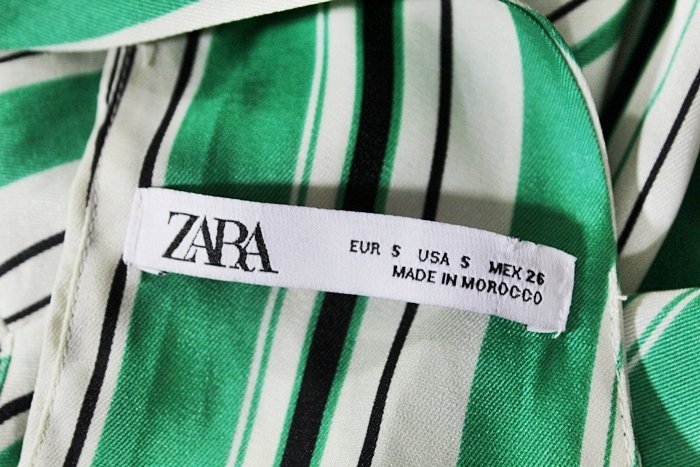 ZARA
EUR S USA S MEX 26
MADE IN MOROCCO